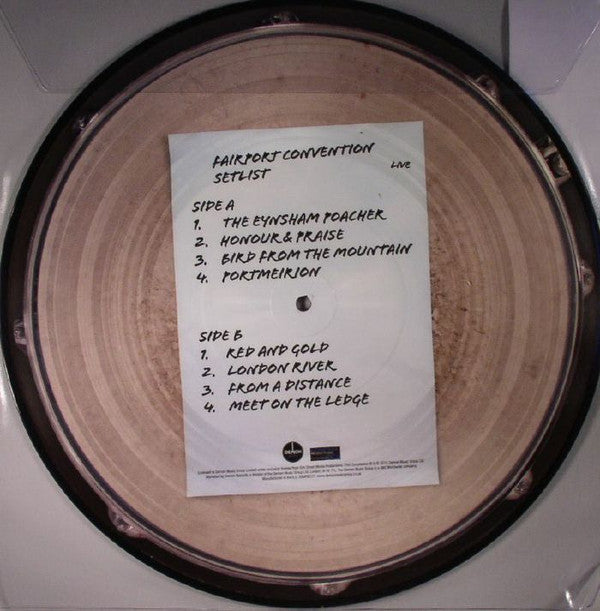 FAIRPORT CONVENTION
SETLIST LIVE
SIDE A
1. THE EYNSHAM POACHER
2. HONOUR & PRAISE
3. BIRD FROM THE MOUNTAIN
4. PORTMEIRION
SIDE B
1. RED AND GOLD
2. LONDON RIVER
3. FROM A DISTANCE
4. MEET ON THE LEDGE
DEMON